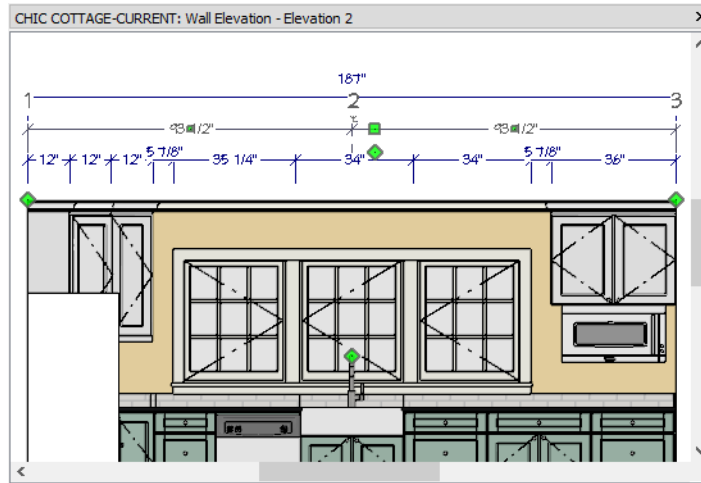 CHIC COTTAGE-CURRENT: Wall Elevation - Elevation 2
187"
1 2 3
93 1/2" 93 1/2"
12" 12" 12" 5 7/8" 35 1/4" 34" 34" 5 7/8" 36"